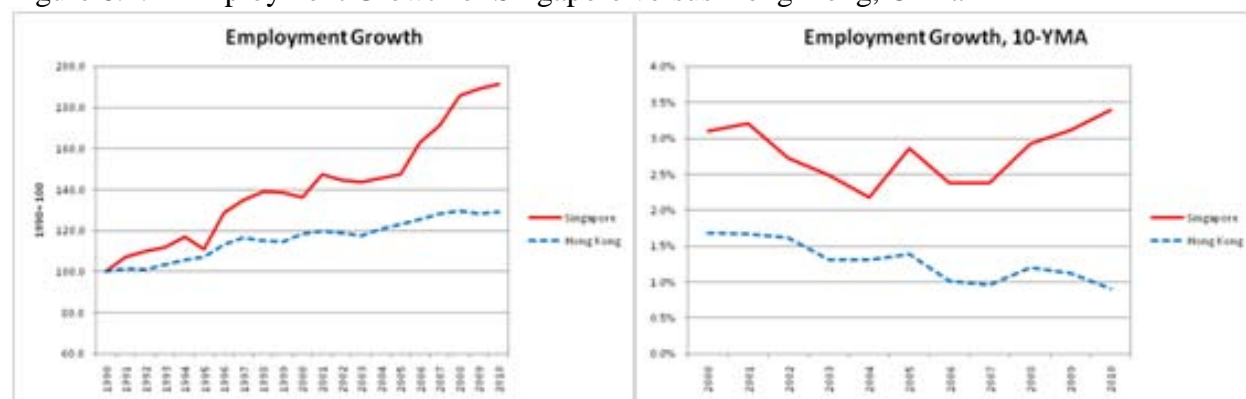 Figure Employment Growth of Singapore versus Hong Kong, China
Employment Growth
200.0
180.0
160.0
140.0
120.0
100.0
80.0
60.0
1990= 100
1990 1991 1992 1993 1994 1995 1996 1997 1998 1999 2000 2001 2002 2003 2004 2005 2006 2007 2008 2009 2010
Singapore
Hong Kong
Employment Growth, 10-YMA
4.0%
3.5%
3.0%
2.5%
2.0%
1.5%
1.0%
0.5%
0.0%
2000 2001 2002 2003 2004 2005 2006 2007 2008 2009 2010
Singapore
Hong Kong